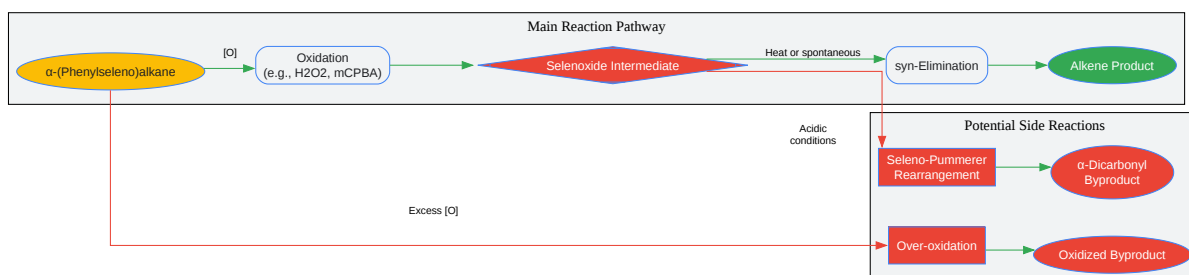 Main Reaction Pathway
α-(Phenylseleno)alkane
[O]
Oxidation
(e.g., H2O2, mCPBA)
Selenoxide Intermediate
Heat or spontaneous
syn-Elimination
Alkene Product
Potential Side Reactions
Acidic
conditions
Seleno-Pummerer
Rearrangement
α-Dicarbonyl
Byproduct
Excess [O]
Over-oxidation
Oxidized Byproduct